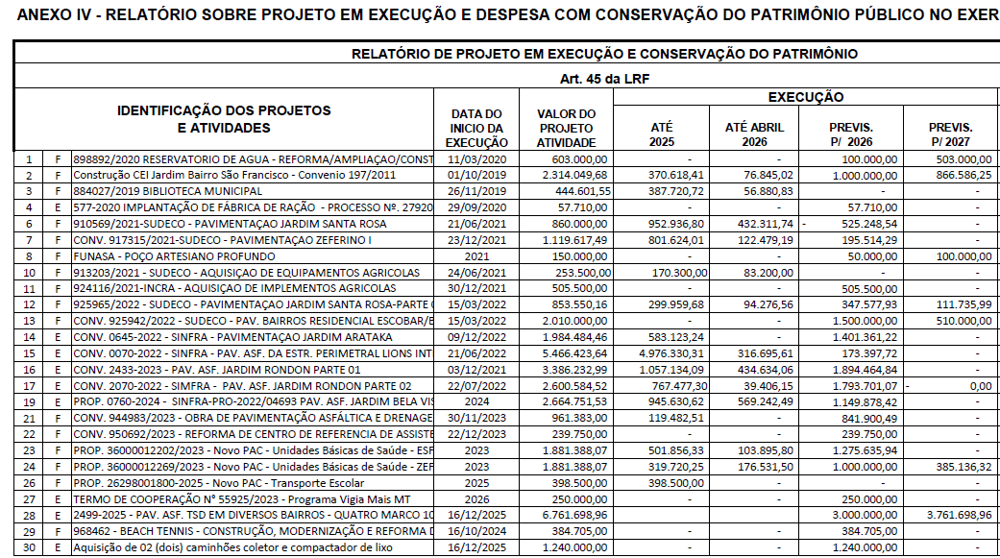 ANEXO IV - RELATÓRIO SOBRE PROJETO EM EXECUÇÃO E DESPESA COM CONSERVAÇÃO DO PATRIMÔNIO PÚBLICO NO EXER
RELATÓRIO DE PROJETO EM EXECUÇÃO E CONSERVAÇÃO DO PATRIMÔNIO
Art. 45 da LRF
IDENTIFICAÇÃO DOS PROJETOS E ATIVIDADES DATA DO INICIO DA EXECUÇÃO VALOR DO PROJETO ATIVIDADE EXECUÇÃO
ATÉ 2025 ATÉ ABRIL 2026 PREVIS. P/ 2026 PREVIS. P/ 2027
1 F 898892/2020 RESERVATORIO DE AGUA - REFORMA/AMPLIAÇAO/CONST 11/03/2020 603.000,00 - - 100.000,00 503.000,00
2 F Construção CEI Jardim Bairro São Francisco - Convenio 197/2011 01/10/2019 2.314.049,68 370.618,41 76.845,02 1.000.000,00 866.586,25
3 F 884027/2019 BIBLIOTECA MUNICIPAL 26/11/2019 444.601,55 387.720,72 56.880,83 - -
4 E 577-2020 IMPLANTAÇÃO DE FÁBRICA DE RAÇÃO - PROCESSO Nº. 27920 29/09/2020 57.710,00 - - 57.710,00 -
6 F 910569/2021-SUDECO - PAVIMENTAÇAO JARDIM SANTA ROSA 21/06/2021 860.000,00 952.936,80 432.311,74 - 525.248,54 -
7 F CONV. 917315/2021-SUDECO - PAVIMENTAÇAO ZEFERINO I 23/12/2021 1.119.617,49 801.624,01 122.479,19 195.514,29 -
8 F FUNASA - POÇO ARTESIANO PROFUNDO 2021 150.000,00 - - 50.000,00 100.000,00
10 F 913203/2021 - SUDECO - AQUISIÇAO DE EQUIPAMENTOS AGRICOLAS 24/06/2021 253.500,00 170.300,00 83.200,00 - -
11 F 924116/2021-INCRA - AQUISIÇAO DE IMPLEMENTOS AGRICOLAS 30/12/2021 505.500,00 - - 505.500,00 -
12 F 925965/2022 - SUDECO - PAVIMENTAÇAO JARDIM SANTA ROSA-PARTE 15/03/2022 853.550,16 299.959,68 94.276,56 347.577,93 111.735,99
13 F CONV. 925942/2022 - SUDECO - PAV. BAIRROS RESIDENCIAL ESCOBAR/ 15/03/2022 2.010.000,00 - - 1.500.000,00 510.000,00
14 E CONV. 0645-2022 - SINFRA - PAVIMENTAÇAO JARDIM ARATAKA 09/12/2022 1.984.484,46 583.123,24 - 1.401.361,22 -
15 E CONV. 0070-2022 - SINFRA - PAV. ASF. DA ESTR. PERIMETRAL LIONS INT 21/06/2022 5.466.423,64 4.976.330,31 316.695,61 173.397,72 -
16 E CONV. 2433-2023 - PAV. ASF. JARDIM RONDON PARTE 01 03/12/2021 3.386.232,99 1.057.134,09 434.634,06 1.894.464,84 -
17 E CONV. 2070-2022 - SIMFRA - PAV. ASF. JARDIM RONDON PARTE 02 22/07/2022 2.600.584,52 767.477,30 39.406,15 1.793.701,07 - 0,00
19 E PROP. 0760-2024 - SINFRA-PRO-2022/04693 PAV. ASF. JARDIM BELA VIS 2024 2.664.751,53 945.630,62 569.242,49 1.149.878,42 -
21 F CONV. 944983/2023 - OBRA DE PAVIMENTAÇÃO ASFÁLTICA E DRENAGE 30/11/2023 961.383,00 119.482,51 - 841.900,49 -
22 F CONV. 950692/2023 - REFORMA DE CENTRO DE REFERENCIA DE ASSISTE 22/12/2023 239.750,00 - - 239.750,00 -
23 F PROP. 36000012202/2023 - Novo PAC - Unidades Básicas de Saúde - ESF 2023 1.881.388,07 501.856,33 103.895,80 1.275.635,94 -
24 F PROP. 36000012269/2023 - Novo PAC - Unidades Básicas de Saúde - ZEF 2023 1.881.388,07 319.720,25 176.531,50 1.000.000,00 385.136,32
26 F PROP. 26298001800-2025 - Novo PAC - Transporte Escolar 2025 398.500,00 398.500,00 - - -
27 E TERMO DE COOPERAÇÃO N° 55925/2023 - Programa Vigia Mais MT 2026 250.000,00 250.000,00 -
28 E 2499-2025 - PAV. ASF. TSD EM DIVERSOS BAIRROS - QUATRO MARCO 10 16/12/2025 6.761.698,96 3.000.000,00 3.761.698,96
29 F 968462 - BEACH TENNIS - CONSTRUÇÃO, MODERNIZAÇÃO E REFORMA D 16/10/2024 384.705,00 - - 384.705,00 -
30 E Aquisição de 02 (dois) caminhões coletor e compactador de lixo 16/12/2025 1.240.000,00 - - 1.240.000,00 -